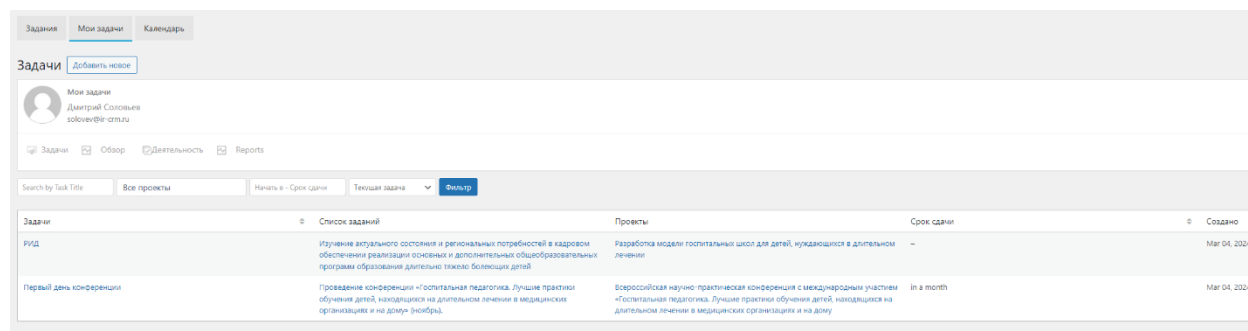 Задания Мои задачи Календарь
Задачи Добавить новое
Мои задачи
Дмитрий Соловьев
solovev@ir-crm.ru
Задачи Обзор Деятельность Reports
Search by Task Title Все проекты Начать в - Срок сдачи Текущая задача Фильтр
Задачи Список заданий Проекты Срок сдачи Создано
РИД Изучение актуального состояния и региональных потребностей в кадровом Разработка модели госпитальных школ для детей, нуждающихся в длительном – Mar 04, 202
обеспечении реализации основных и дополнительных общеобразовательных лечении
программ образования длительно тяжело болеющих детей
Первый день конференции Проведение конференции «Госпитальная педагогика. Лучшие практики Всероссийская научно-практическая конференция с международным участием in a month Mar 04, 202
обучения детей, находящихся на длительном лечении в медицинских «Госпитальная педагогика. Лучшие практики обучения детей, находящихся на
организациях и на дому» (ноябрь). длительном лечении в медицинских организациях и на дому